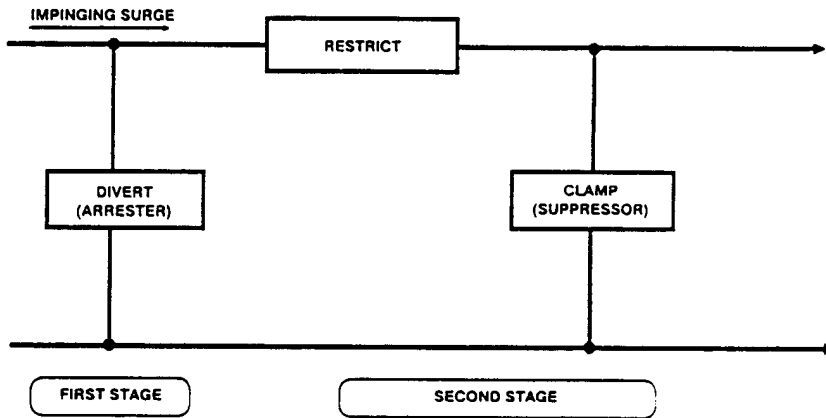 IMPINGING SURGE
RESTRICT
DIVERT
(ARRESTER)
CLAMP
(SUPPRESSOR)
FIRST STAGE
SECOND STAGE